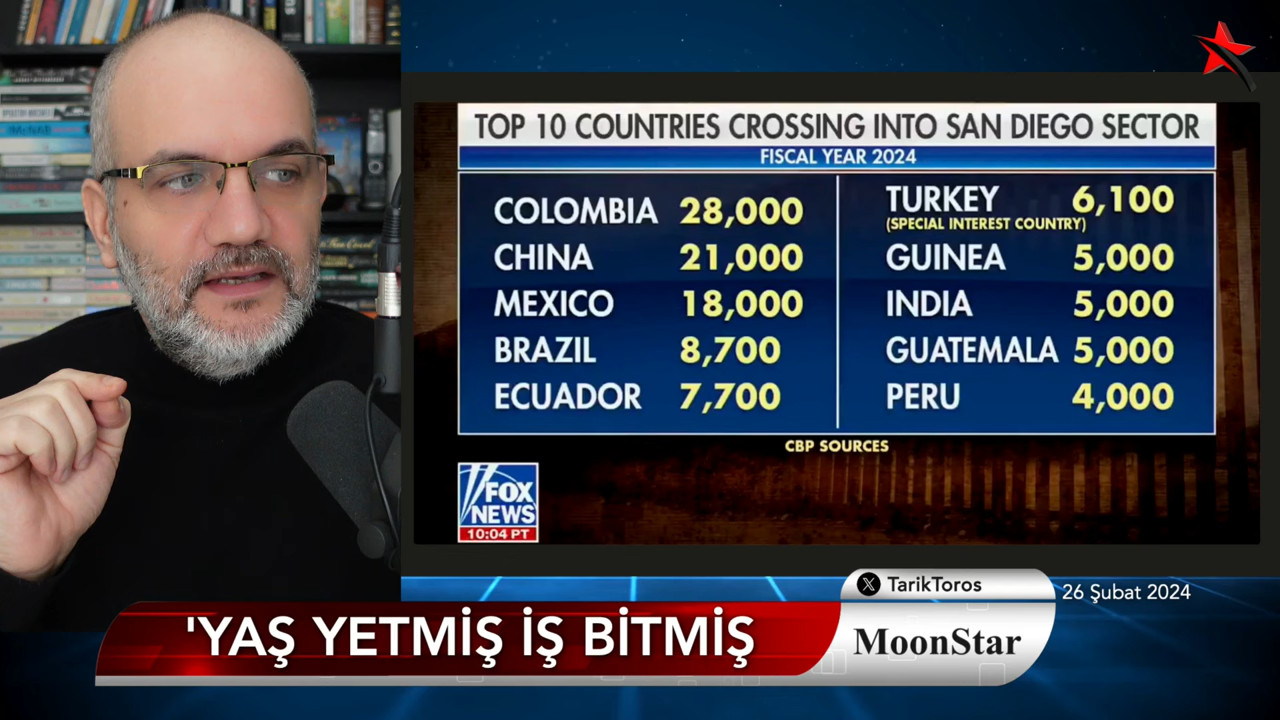 TOP 10 COUNTRIES CROSSING INTO SAN DIEGO SECTOR
FISCAL YEAR 2024
COLOMBIA 28,000
CHINA 21,000
MEXICO 18,000
BRAZIL 8,700
ECUADOR 7,700
TURKEY 6,100
(SPECIAL INTEREST COUNTRY)
GUINEA 5,000
INDIA 5,000
GUATEMALA 5,000
PERU 4,000
CBP SOURCES
FOX
NEWS
10:04 PT
X TarikToros
26 Şubat 2024
'YAŞ YETMİŞ İŞ BİTMİŞ
MoonStar